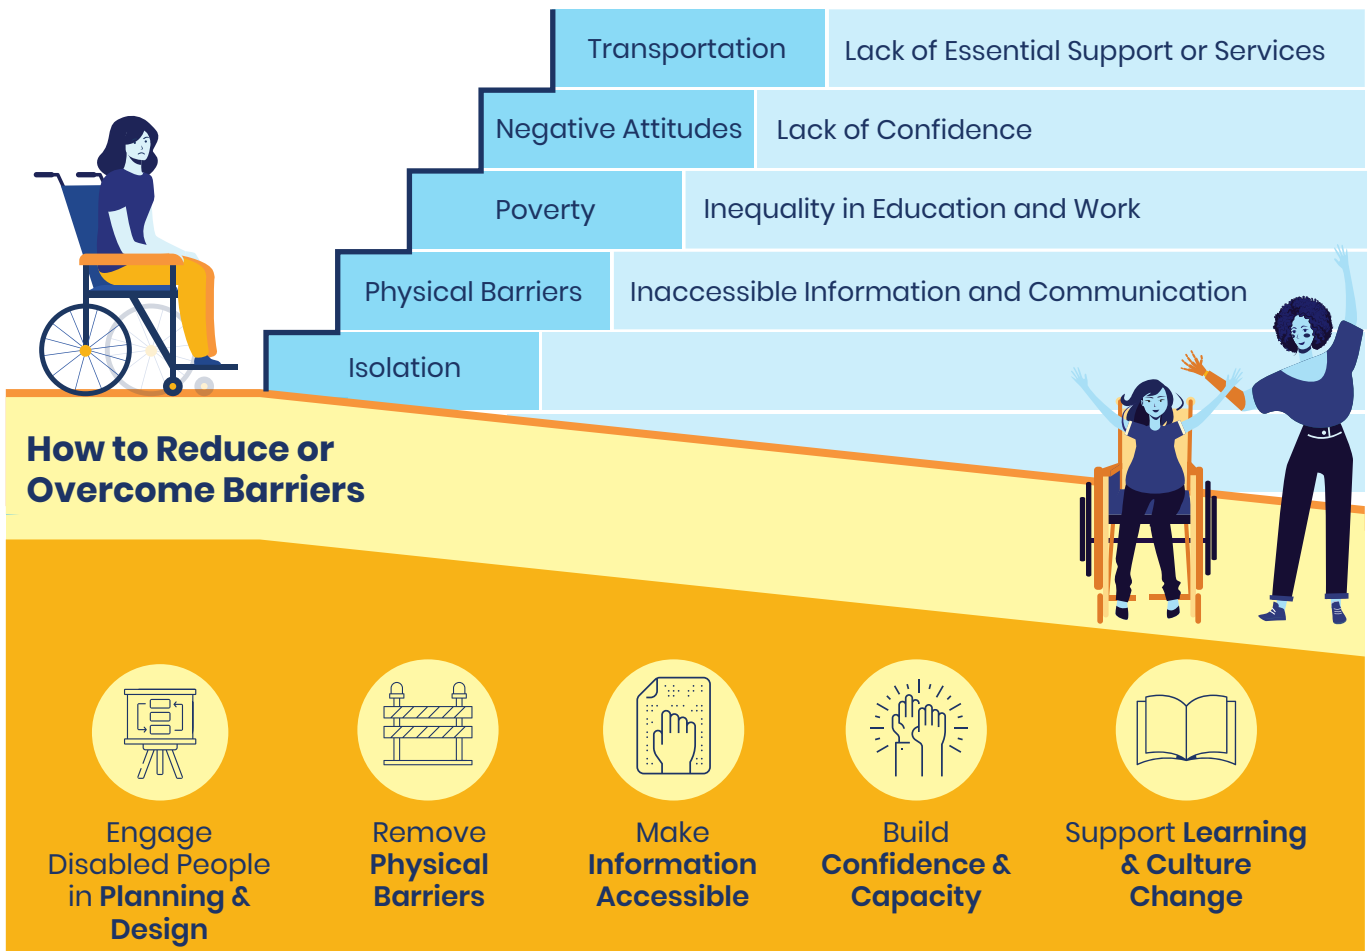 Transportation
Lack of Essential Support or Services
Negative Attitudes
Lack of Confidence
Poverty
Inequality in Education and Work
Physical Barriers
Inaccessible Information and Communication
Isolation
How to Reduce or
Overcome Barriers
Engage
Disabled People
in Planning &
Design
Remove
Physical
Barriers
Make
Information
Accessible
Build
Confidence &
Capacity
Support Learning
& Culture
Change